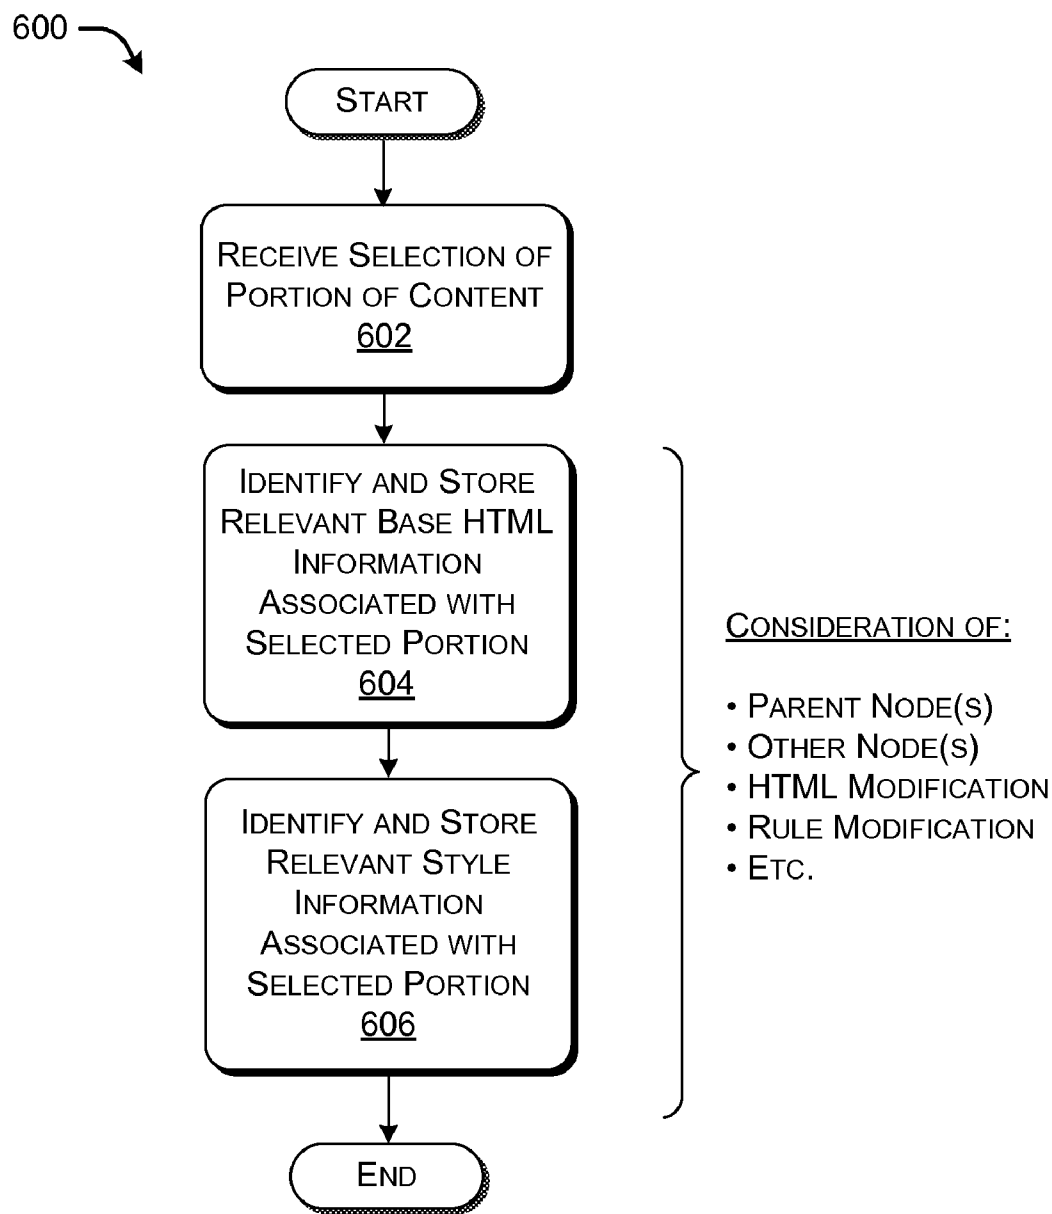 600
START
RECEIVE SELECTION OF
PORTION OF CONTENT
602
IDENTIFY AND STORE
RELEVANT BASE HTML
INFORMATION
ASSOCIATED WITH
SELECTED PORTION
604
IDENTIFY AND STORE
RELEVANT STYLE
INFORMATION
ASSOCIATED WITH
SELECTED PORTION
606
END
CONSIDERATION OF:
• PARENT NODE(S)
• OTHER NODE(S)
• HTML MODIFICATION
• RULE MODIFICATION
• ETC.